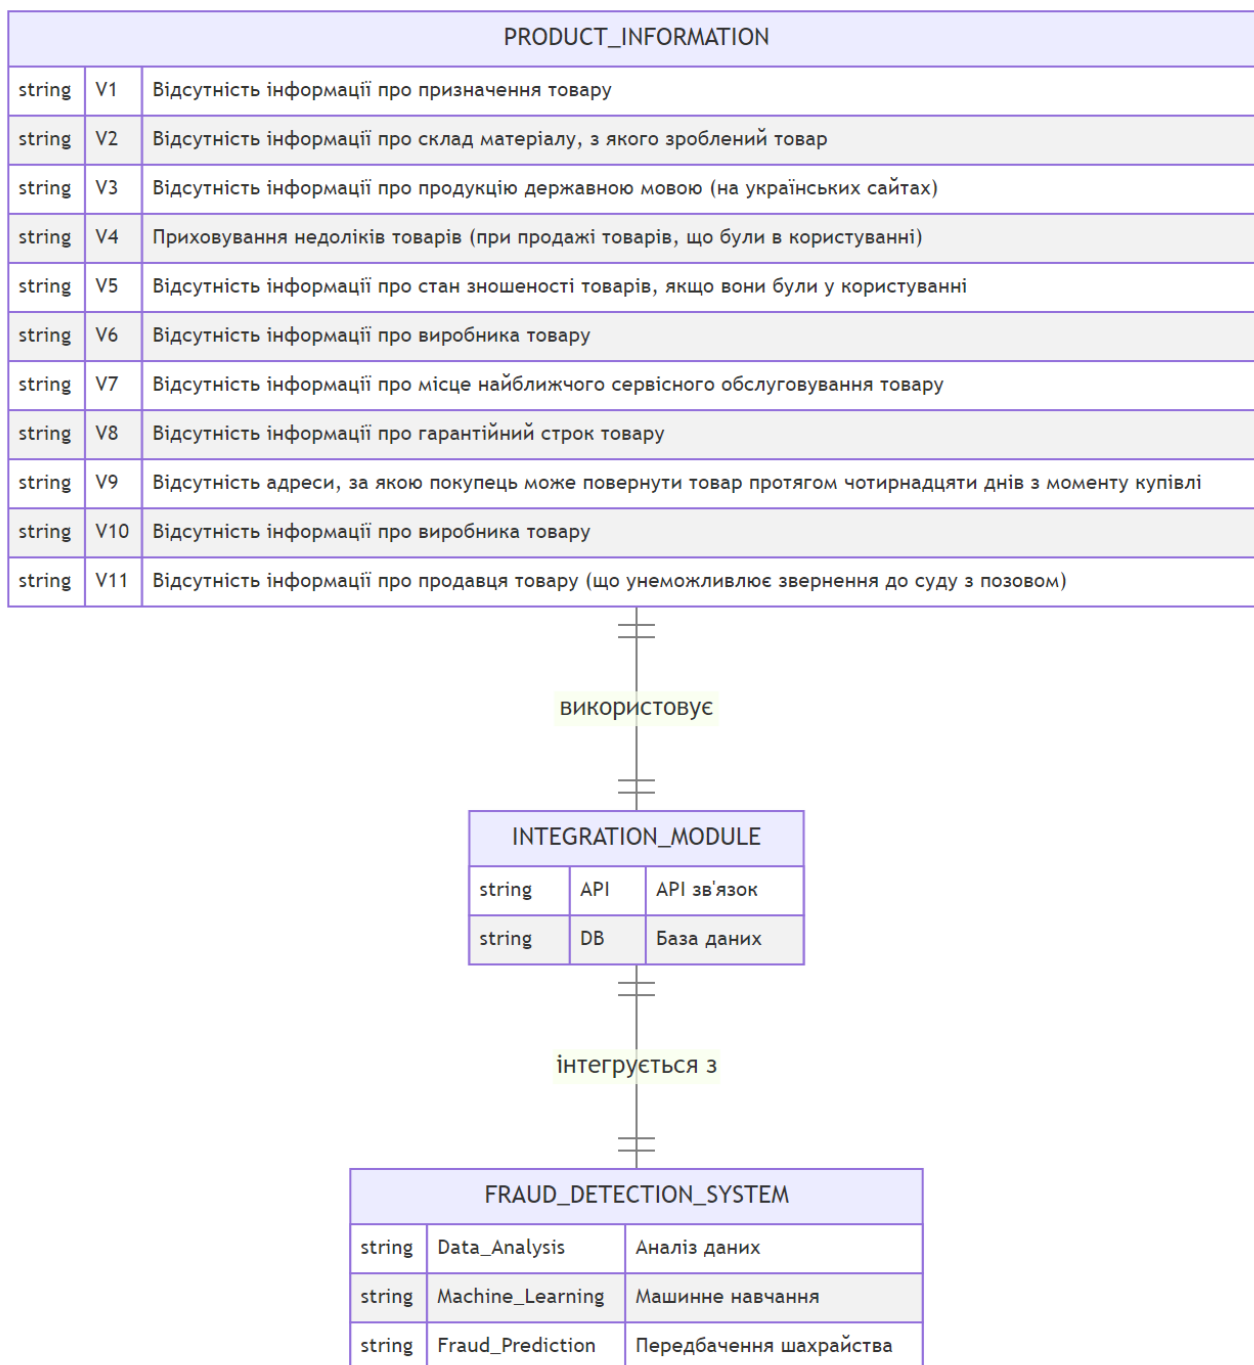 PRODUCT_INFORMATION
string V1 Відсутність інформації про призначення товару
string V2 Відсутність інформації про склад матеріалу, з якого зроблений товар
string V3 Відсутність інформації про продукцію державною мовою (на українських сайтах)
string V4 Приховування недоліків товарів (при продажі товарів, що були в користуванні)
string V5 Відсутність інформації про стан зношеності товарів, якщо вони були у користуванні
string V6 Відсутність інформації про виробника товару
string V7 Відсутність інформації про місце найближчого сервісного обслуговування товару
string V8 Відсутність інформації про гарантійний строк товару
string V9 Відсутність адреси, за якою покупець може повернути товар протягом чотирнадцяти днів з моменту купівлі
string V10 Відсутність інформації про виробника товару
string V11 Відсутність інформації про продавця товару (що унеможливлює звернення до суду з позовом)
використовує
INTEGRATION_MODULE
string API API зв'язок
string DB База даних
інтегрується з
FRAUD_DETECTION_SYSTEM
string Data_Analysis Аналіз даних
string Machine_Learning Машинне навчання
string Fraud_Prediction Передбачення шахрайства